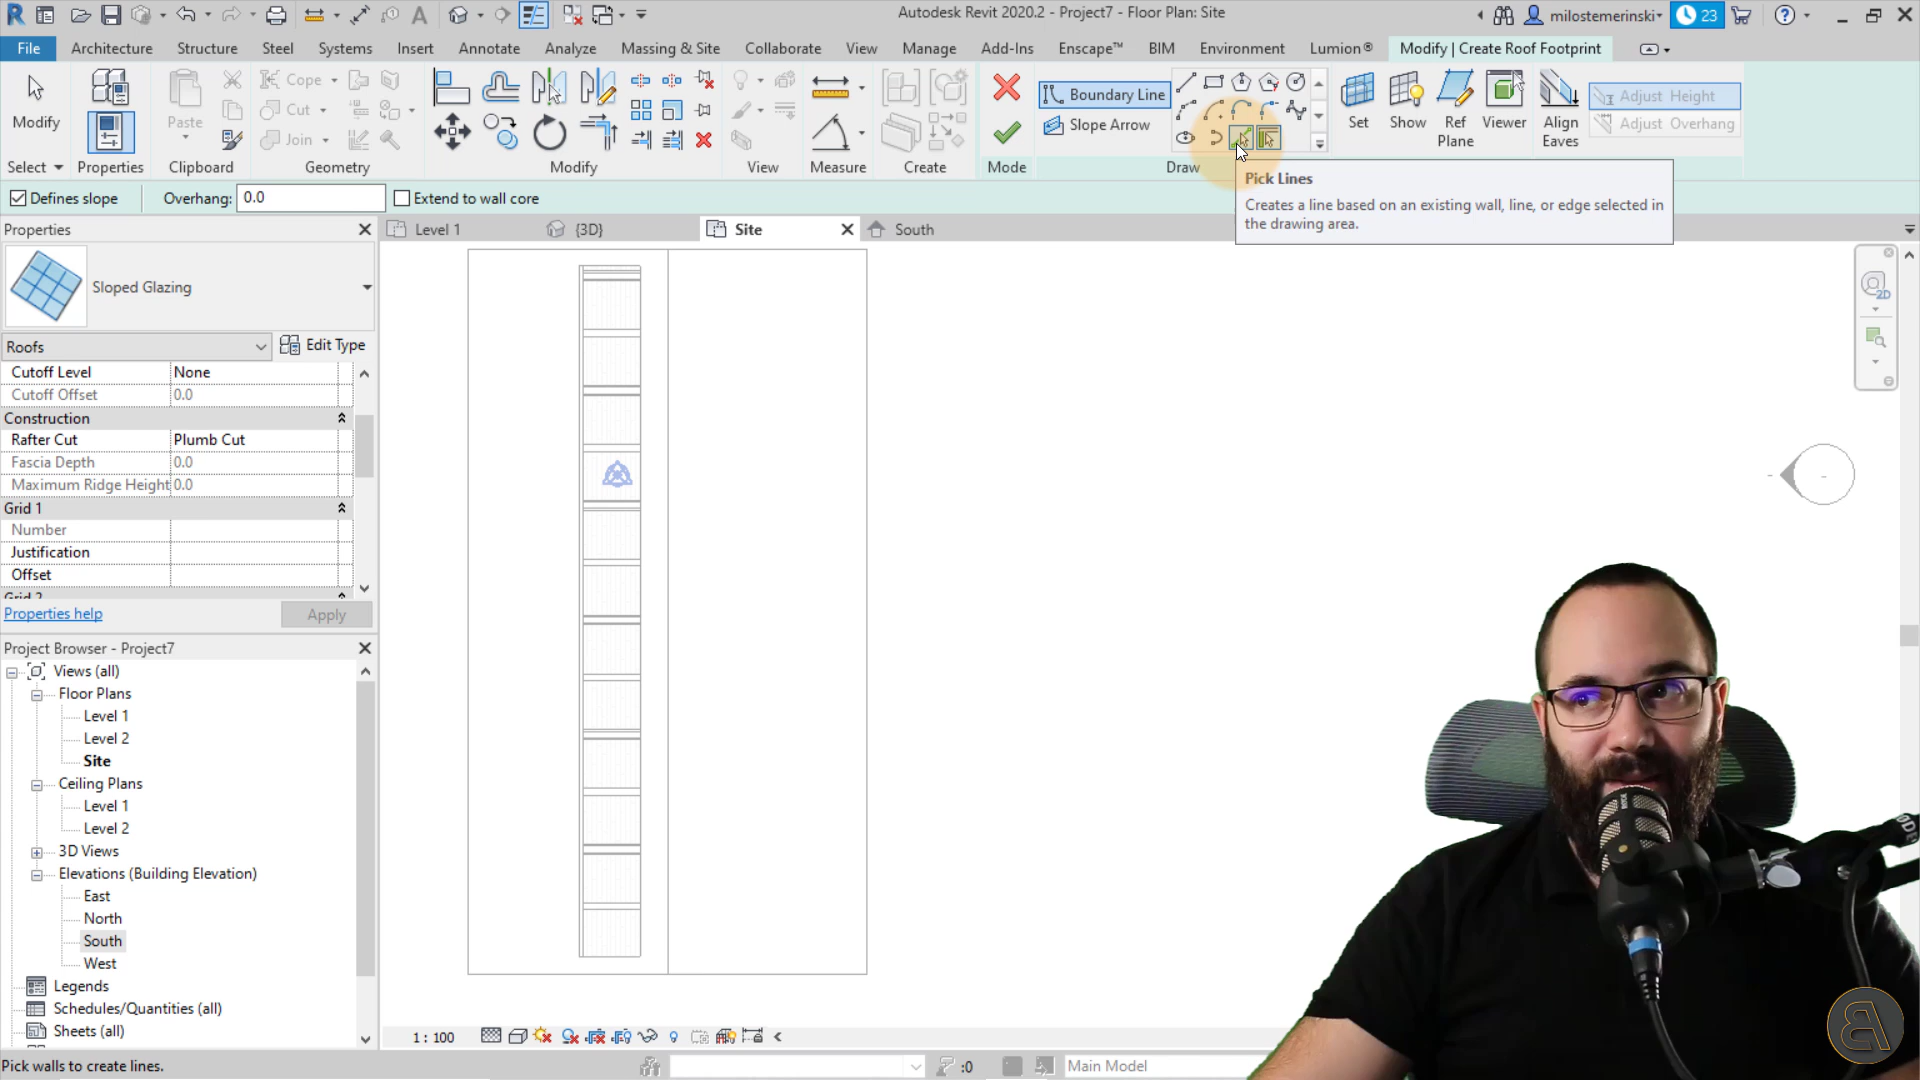 Autodesk Revit 2020.2 - Project7 - Floor Plan: Site
milostemerinski
23
File Architecture Structure Steel Systems Insert Annotate Analyze Massing & Site Collaborate View Manage Add-Ins Enscape™ BIM Environment Lumion® Modify | Create Roof Footprint
Modify
Paste
Cope
Cut
Join
Boundary Line
Slope Arrow
Set
Show
Ref
Plane
Viewer
Align
Eaves
Adjust Height
Adjust Overhang
Select Properties Clipboard Geometry Modify View Measure Create Mode Draw
Pick Lines
Creates a line based on an existing wall, line, or edge selected in
the drawing area.
Defines slope Overhang: 0.0 Extend to wall core
Properties
Level 1 {3D} Site South
Sloped Glazing
Roofs Edit Type
Cutoff Level None
Cutoff Offset 0.0
Construction
Rafter Cut Plumb Cut
Fascia Depth 0.0
Maximum Ridge Height 0.0
Grid 1
Number
Justification
Offset
Grid 2
Properties help Apply
Project Browser - Project7
Views (all)
Floor Plans
Level 1
Level 2
Site
Ceiling Plans
Level 1
Level 2
3D Views
Elevations (Building Elevation)
East
North
South
West
Legends
Schedules/Quantities (all)
Sheets (all)
2D
1 : 100
Pick walls to create lines.
:0
Main Model